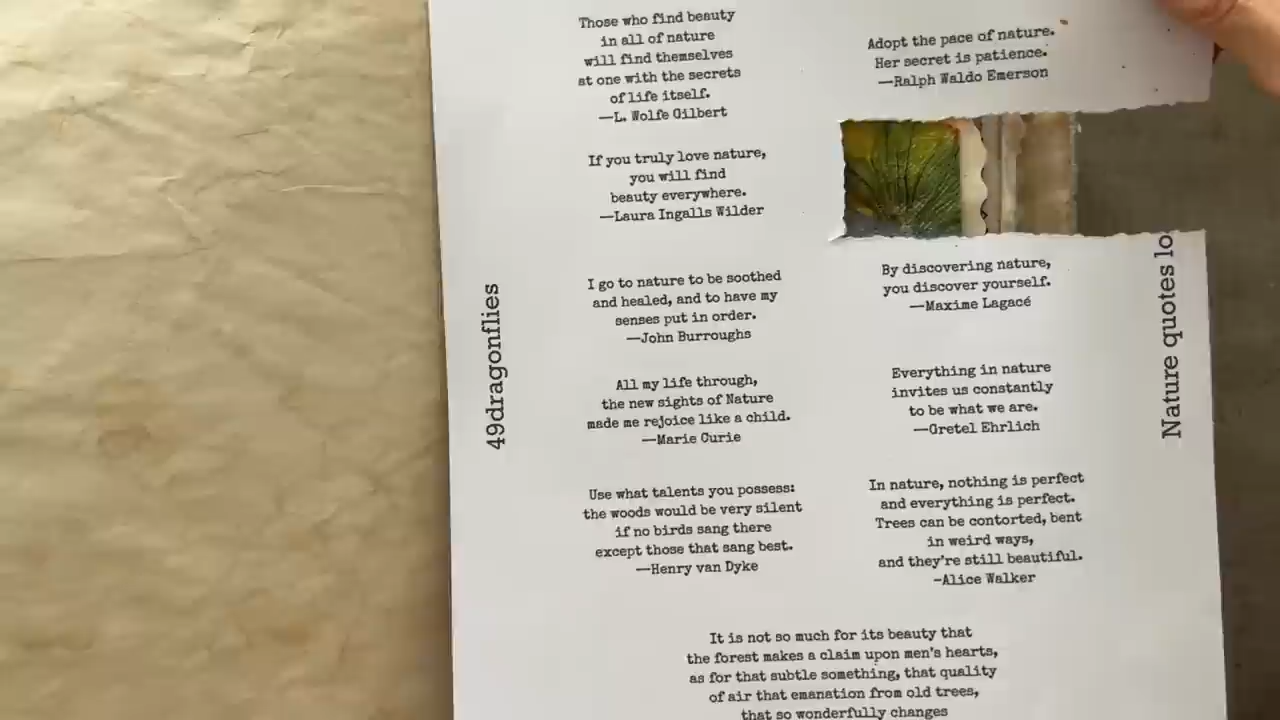 Those who find beauty
in all of nature
will find themselves
at one with the secrets
of life itself.
—L. Wolfe Gilbert
If you truly love nature,
you will find
beauty everywhere.
—Laura Ingalls Wilder
I go to nature to be soothed
and healed, and to have my
senses put in order.
—John Burroughs
All my life through,
the new sights of Nature
made me rejoice like a child.
—Marie Curie
Use what talents you possess:
the woods would be very silent
if no birds sang there
except those that sang best.
—Henry van Dyke
Adopt the pace of nature.
Her secret is patience.
—Ralph Waldo Emerson
By discovering nature,
you discover yourself.
—Maxime Lagacé
Everything in nature
invites us constantly
to be what we are.
—Gretel Ehrlich
In nature, nothing is perfect
and everything is perfect.
Trees can be contorted, bent
in weird ways,
and they're still beautiful.
-Alice Walker
It is not so much for its beauty that
the forest makes a claim upon men's hearts,
as for that subtle something, that quality
of air that emanation from old trees,
that so wonderfully changes
49dragonflies
Nature quotes